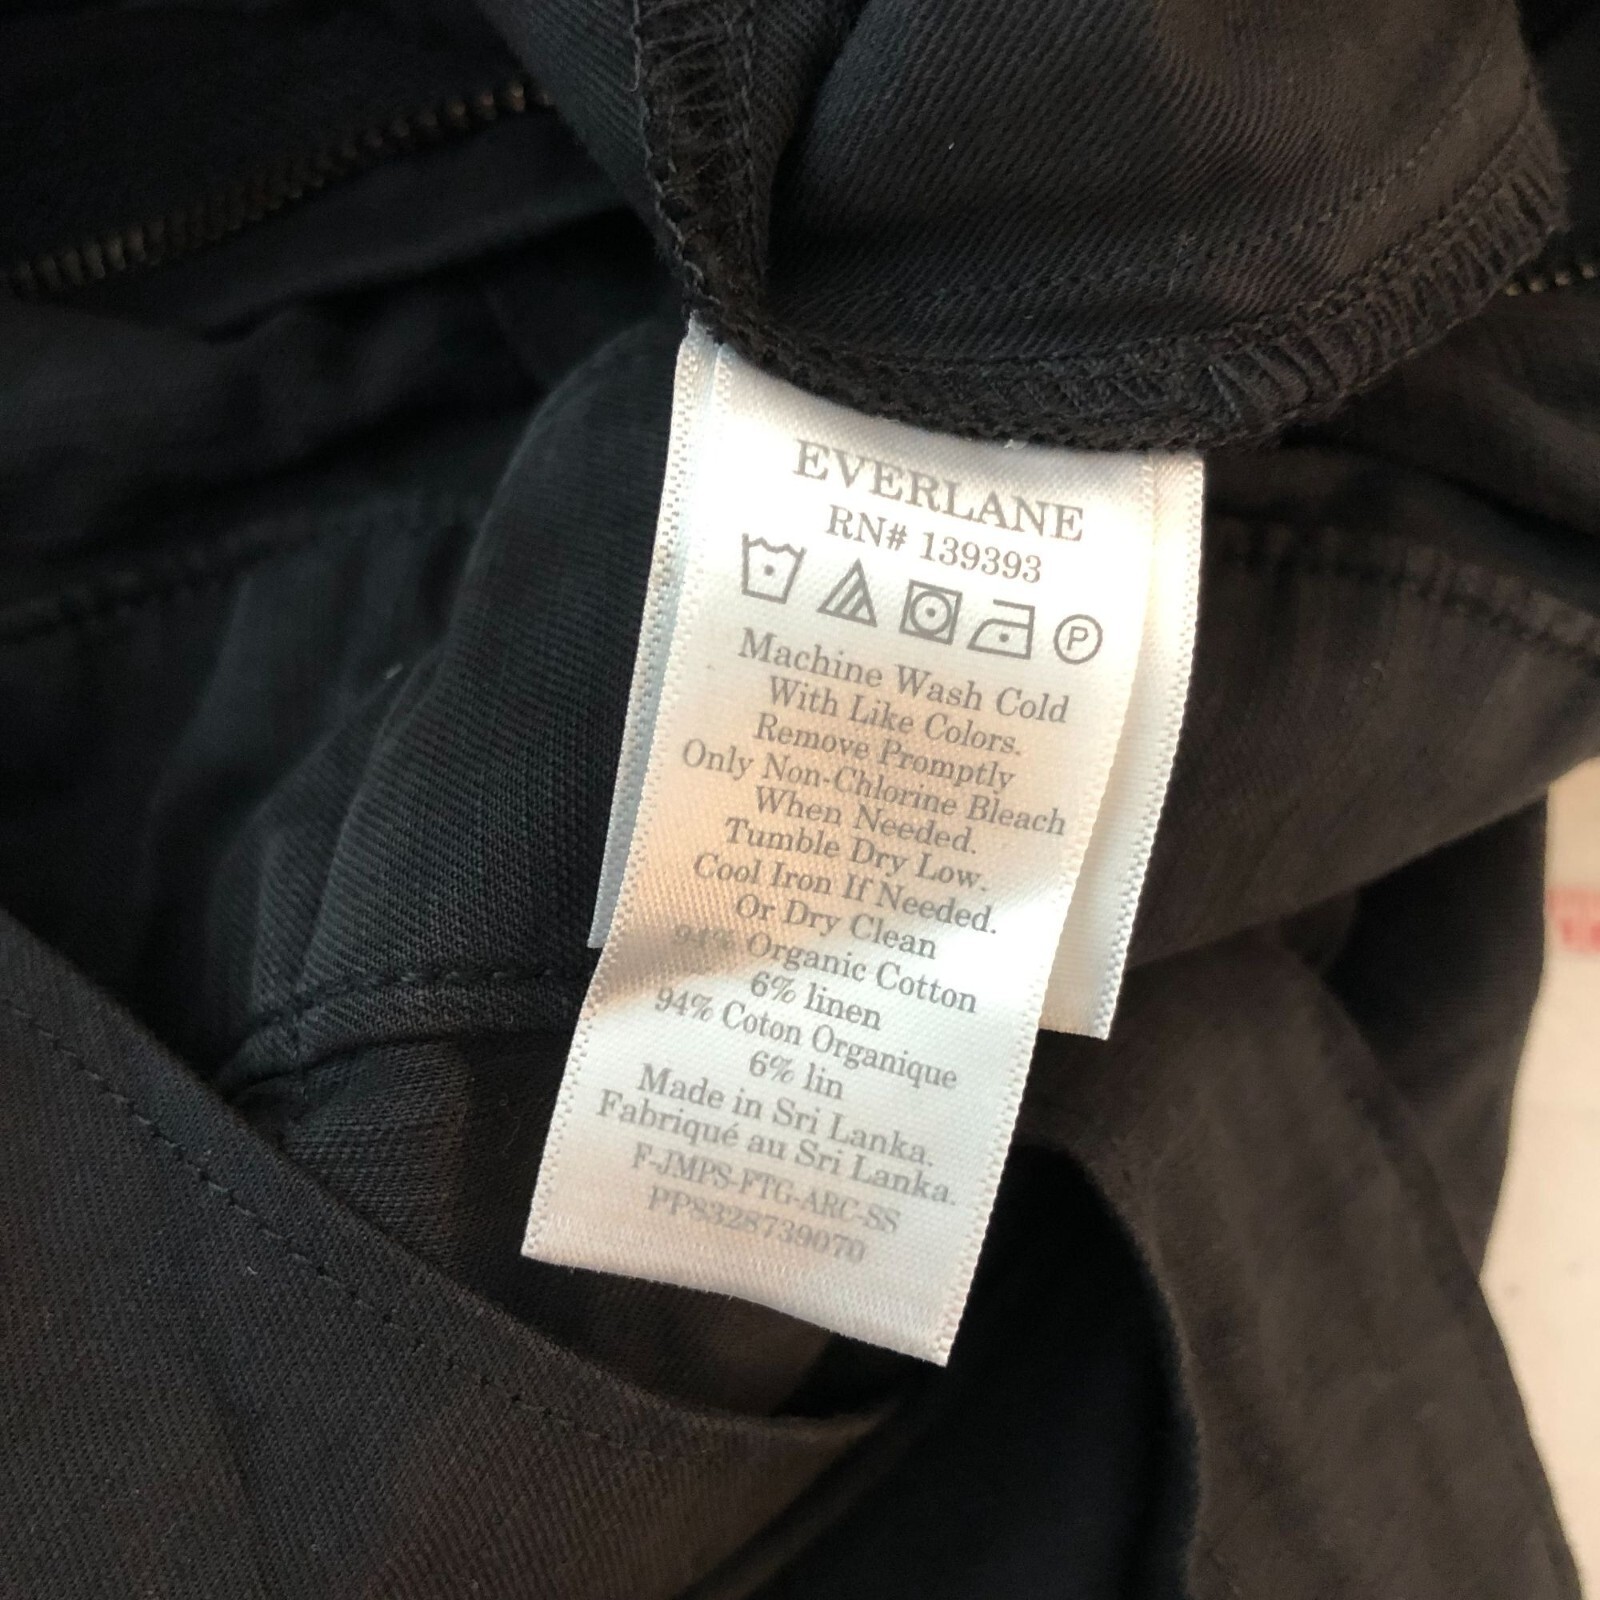 EVERLANE
RN# 139393
P
Machine Wash Cold
With Like Colors.
Remove Promptly
Only Non-Chlorine Bleach
When Needed.
Tumble Dry Low.
Cool Iron If Needed.
Or Dry Clean
94% Organic Cotton
6% linen
94% Coton Organique
6% lin
Made in Sri Lanka.
Fabriqué au Sri Lanka.
F-JMPS-FTG-ARC-SS
PPS328739070